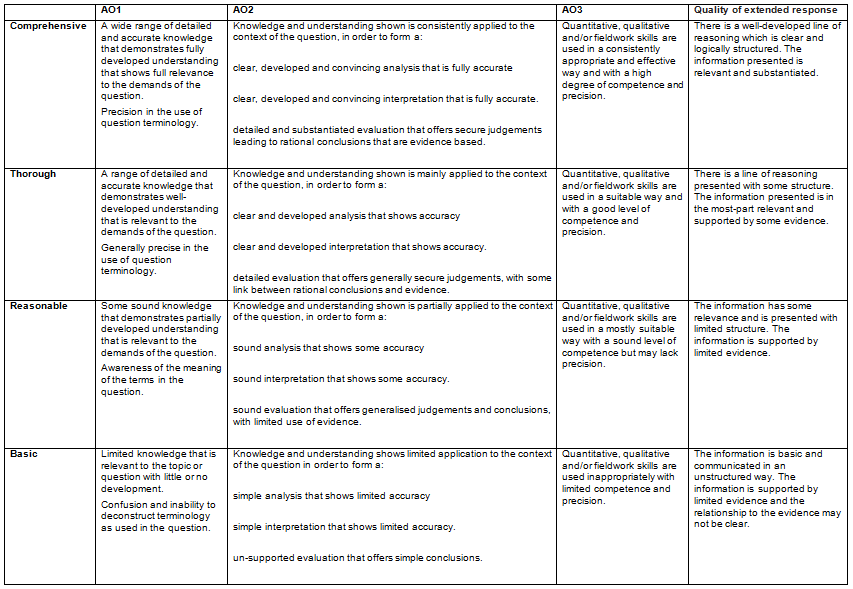 AO1
AO2
AO3
Quality of extended response
Comprehensive
A wide range of detailed
and accurate knowledge
that demonstrates fully
developed understanding
that shows full relevance
to the demands of the
question.
Precision in the use of
question terminology.
Knowledge and understanding shown is consistently applied to the
context of the question, in order to form a:
clear, developed and convincing analysis that is fully accurate
clear, developed and convincing interpretation that is fully accurate.
detailed and substantiated evaluation that offers secure judgements
leading to rational conclusions that are evidence based.
Quantitative, qualitative
and/or fieldwork skills are
used in a consistently
appropriate and effective
way and with a high
degree of competence and
precision.
There is a well-developed line of
reasoning which is clear and
logically structured. The
information presented is
relevant and substantiated.
Thorough
A range of detailed and
accurate knowledge that
demonstrates well-
developed understanding
that is relevant to the
demands of the question.
Generally precise in the
use of question
terminology.
Knowledge and understanding shown is mainly applied to the context
of the question, in order to form a:
clear and developed analysis that shows accuracy
clear and developed interpretation that shows accuracy.
detailed evaluation that offers generally secure judgements, with some
link between rational conclusions and evidence.
Quantitative, qualitative
and/or fieldwork skills are
used in a suitable way and
with a good level of
competence and
precision.
There is a line of reasoning
presented with some structure.
The information presented is in
the most-part relevant and
supported by some evidence.
Reasonable
Some sound knowledge
that demonstrates partially
developed understanding
that is relevant to the
demands of the question.
Awareness of the meaning
of the terms in the
question.
Knowledge and understanding shown is partially applied to the context
of the question, in order to form a:
sound analysis that shows some accuracy
sound interpretation that shows some accuracy.
sound evaluation that offers generalised judgements and conclusions,
with limited use of evidence.
Quantitative, qualitative
and/or fieldwork skills are
used in a mostly suitable
way with a sound level of
competence but may lack
precision.
The information has some
relevance and is presented with
limited structure. The
information is supported by
limited evidence.
Basic
Limited knowledge that is
relevant to the topic or
question with little or no
development.
Confusion and inability to
deconstruct terminology
as used in the question.
Knowledge and understanding shows limited application to the context
of the question in order to form a:
simple analysis that shows limited accuracy
simple interpretation that shows limited accuracy.
un-supported evaluation that offers simple conclusions.
Quantitative, qualitative
and/or fieldwork skills are
used inappropriately with
limited competence and
precision.
The information is basic and
communicated in an
unstructured way. The
information is supported by
limited evidence and the
relationship to the evidence may
not be clear.